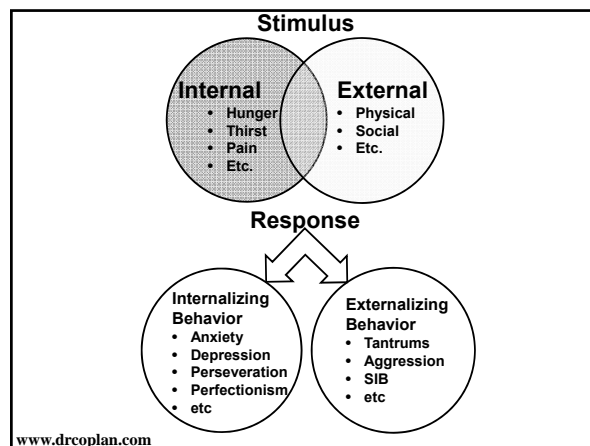 Stimulus
Internal
• Hunger
• Thirst
• Pain
• Etc.
External
• Physical
• Social
• Etc.
Response
Internalizing
Behavior
• Anxiety
• Depression
• Perseveration
• Perfectionism
• etc
Externalizing
Behavior
• Tantrums
• Aggression
• SIB
• etc
www.drcoplan.com